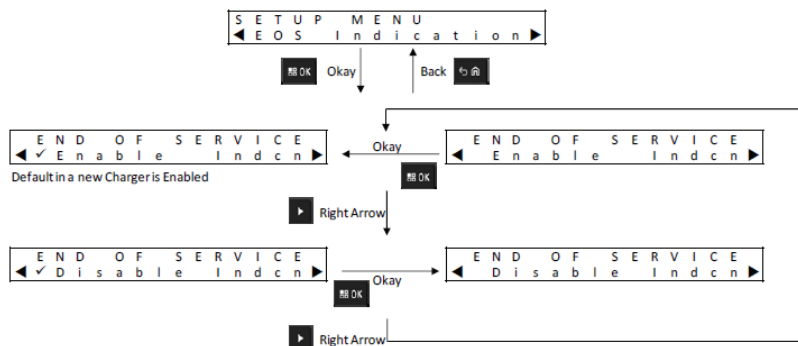 SETUP MENU
◀EOS Indication▶
OK Okay Back
Okay
END OF SERVICE END OF SERVICE
◀✓Enable Indcn▶ ◀ Enable Indcn▶
Default in a new Charger is Enabled
OK
Right Arrow
END OF SERVICE END OF SERVICE
◀✓Disable Indcn▶ ◀ Disable Indcn▶
Okay
OK
Right Arrow